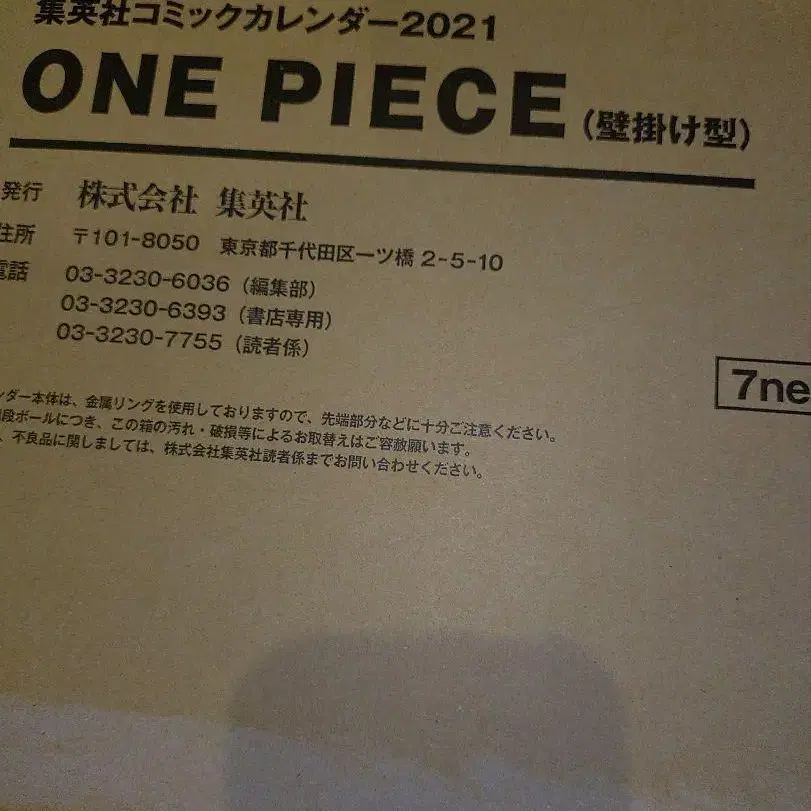 集英社コミックカレンダー2021
ONE PIECE(壁掛け型)
発行 株式会社 集英社
住所 〒101-8050 東京都千代田区一ツ橋 2-5-10
電話 03-3230-6036(編集部)
03-3230-6393(書店専用)
03-3230-7755(読者係)
7ne
ンダー本体は、金属リングを使用しておりますので、先端部分などに十分ご注意ください。
段ボールにつき、この箱の汚れ・破損等によるお取替えはご容赦願います。
、不良品に関しましては、株式会社集英社読者係までお問い合わせください。